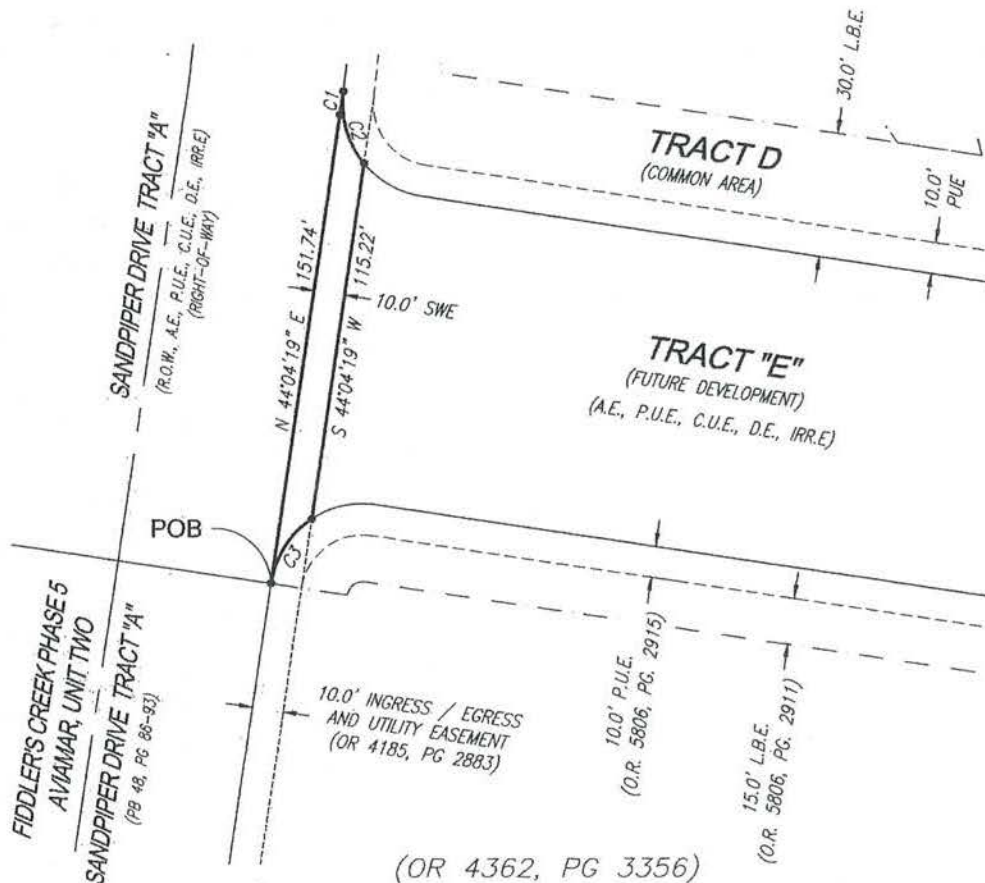 30.0' L.B.E.
TRACT D
(COMMON AREA)
10.0'
PUE
C1
C2
SANDPIPER DRIVE TRACT "A"
(R.O.W., A.E., P.U.E., C.U.E., D.E., IRR.E)
(RIGHT-OF-WAY)
N 44°04'19" E
151.74'
S 44°04'19" W
115.22'
10.0' SWE
TRACT "E"
(FUTURE DEVELOPMENT)
(A.E., P.U.E., C.U.E., D.E., IRR.E)
POB
C3
FIDDLER'S CREEK PHASE 5
AVIAMAR, UNIT TWO
SANDPIPER DRIVE TRACT "A"
(PB 48, PG 86-93)
10.0' INGRESS / EGRESS
AND UTILITY EASEMENT
(OR 4185, PG 2883)
10.0' P.U.E.
(O.R. 5806, PG. 2915)
15.0' L.B.E.
(O.R. 5806, PG. 2911)
(OR 4362, PG 3356)